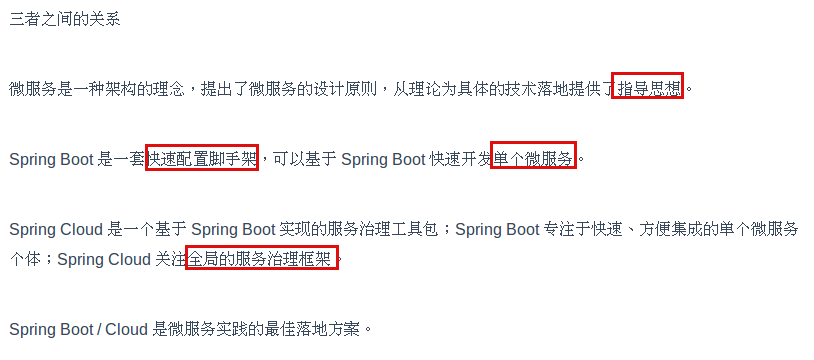 三者之间的关系
微服务是一种架构的理念，提出了微服务的设计原则，从理论为具体的技术落地提供了指导思想。
Spring Boot 是一套快速配置脚手架，可以基于 Spring Boot 快速开发单个微服务。
Spring Cloud 是一个基于 Spring Boot 实现的服务治理工具包；Spring Boot 专注于快速、方便集成的单个微服务
个体；Spring Cloud 关注全局的服务治理框架。
Spring Boot / Cloud 是微服务实践的最佳落地方案。